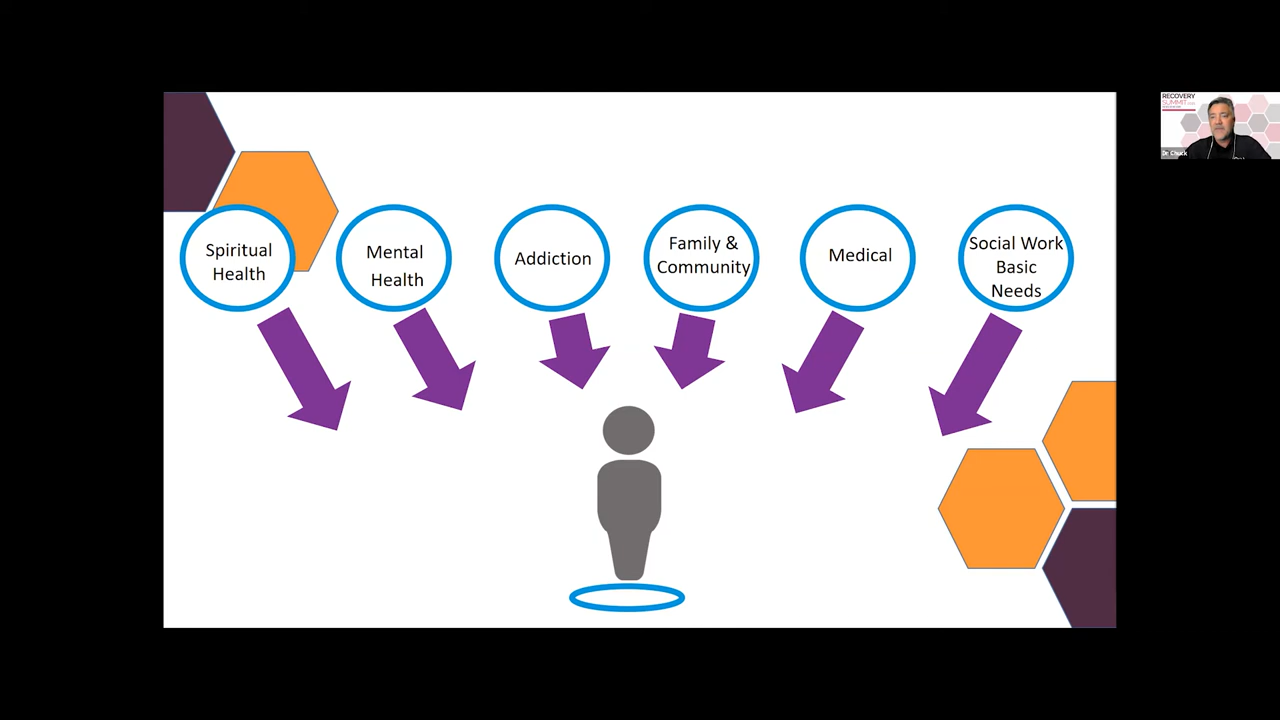 Spiritual
Health
Mental
Health
Addiction
Family &
Community
Medical
Social Work
Basic
Needs
RECOVERY
SUMMIT
Dr Chuck